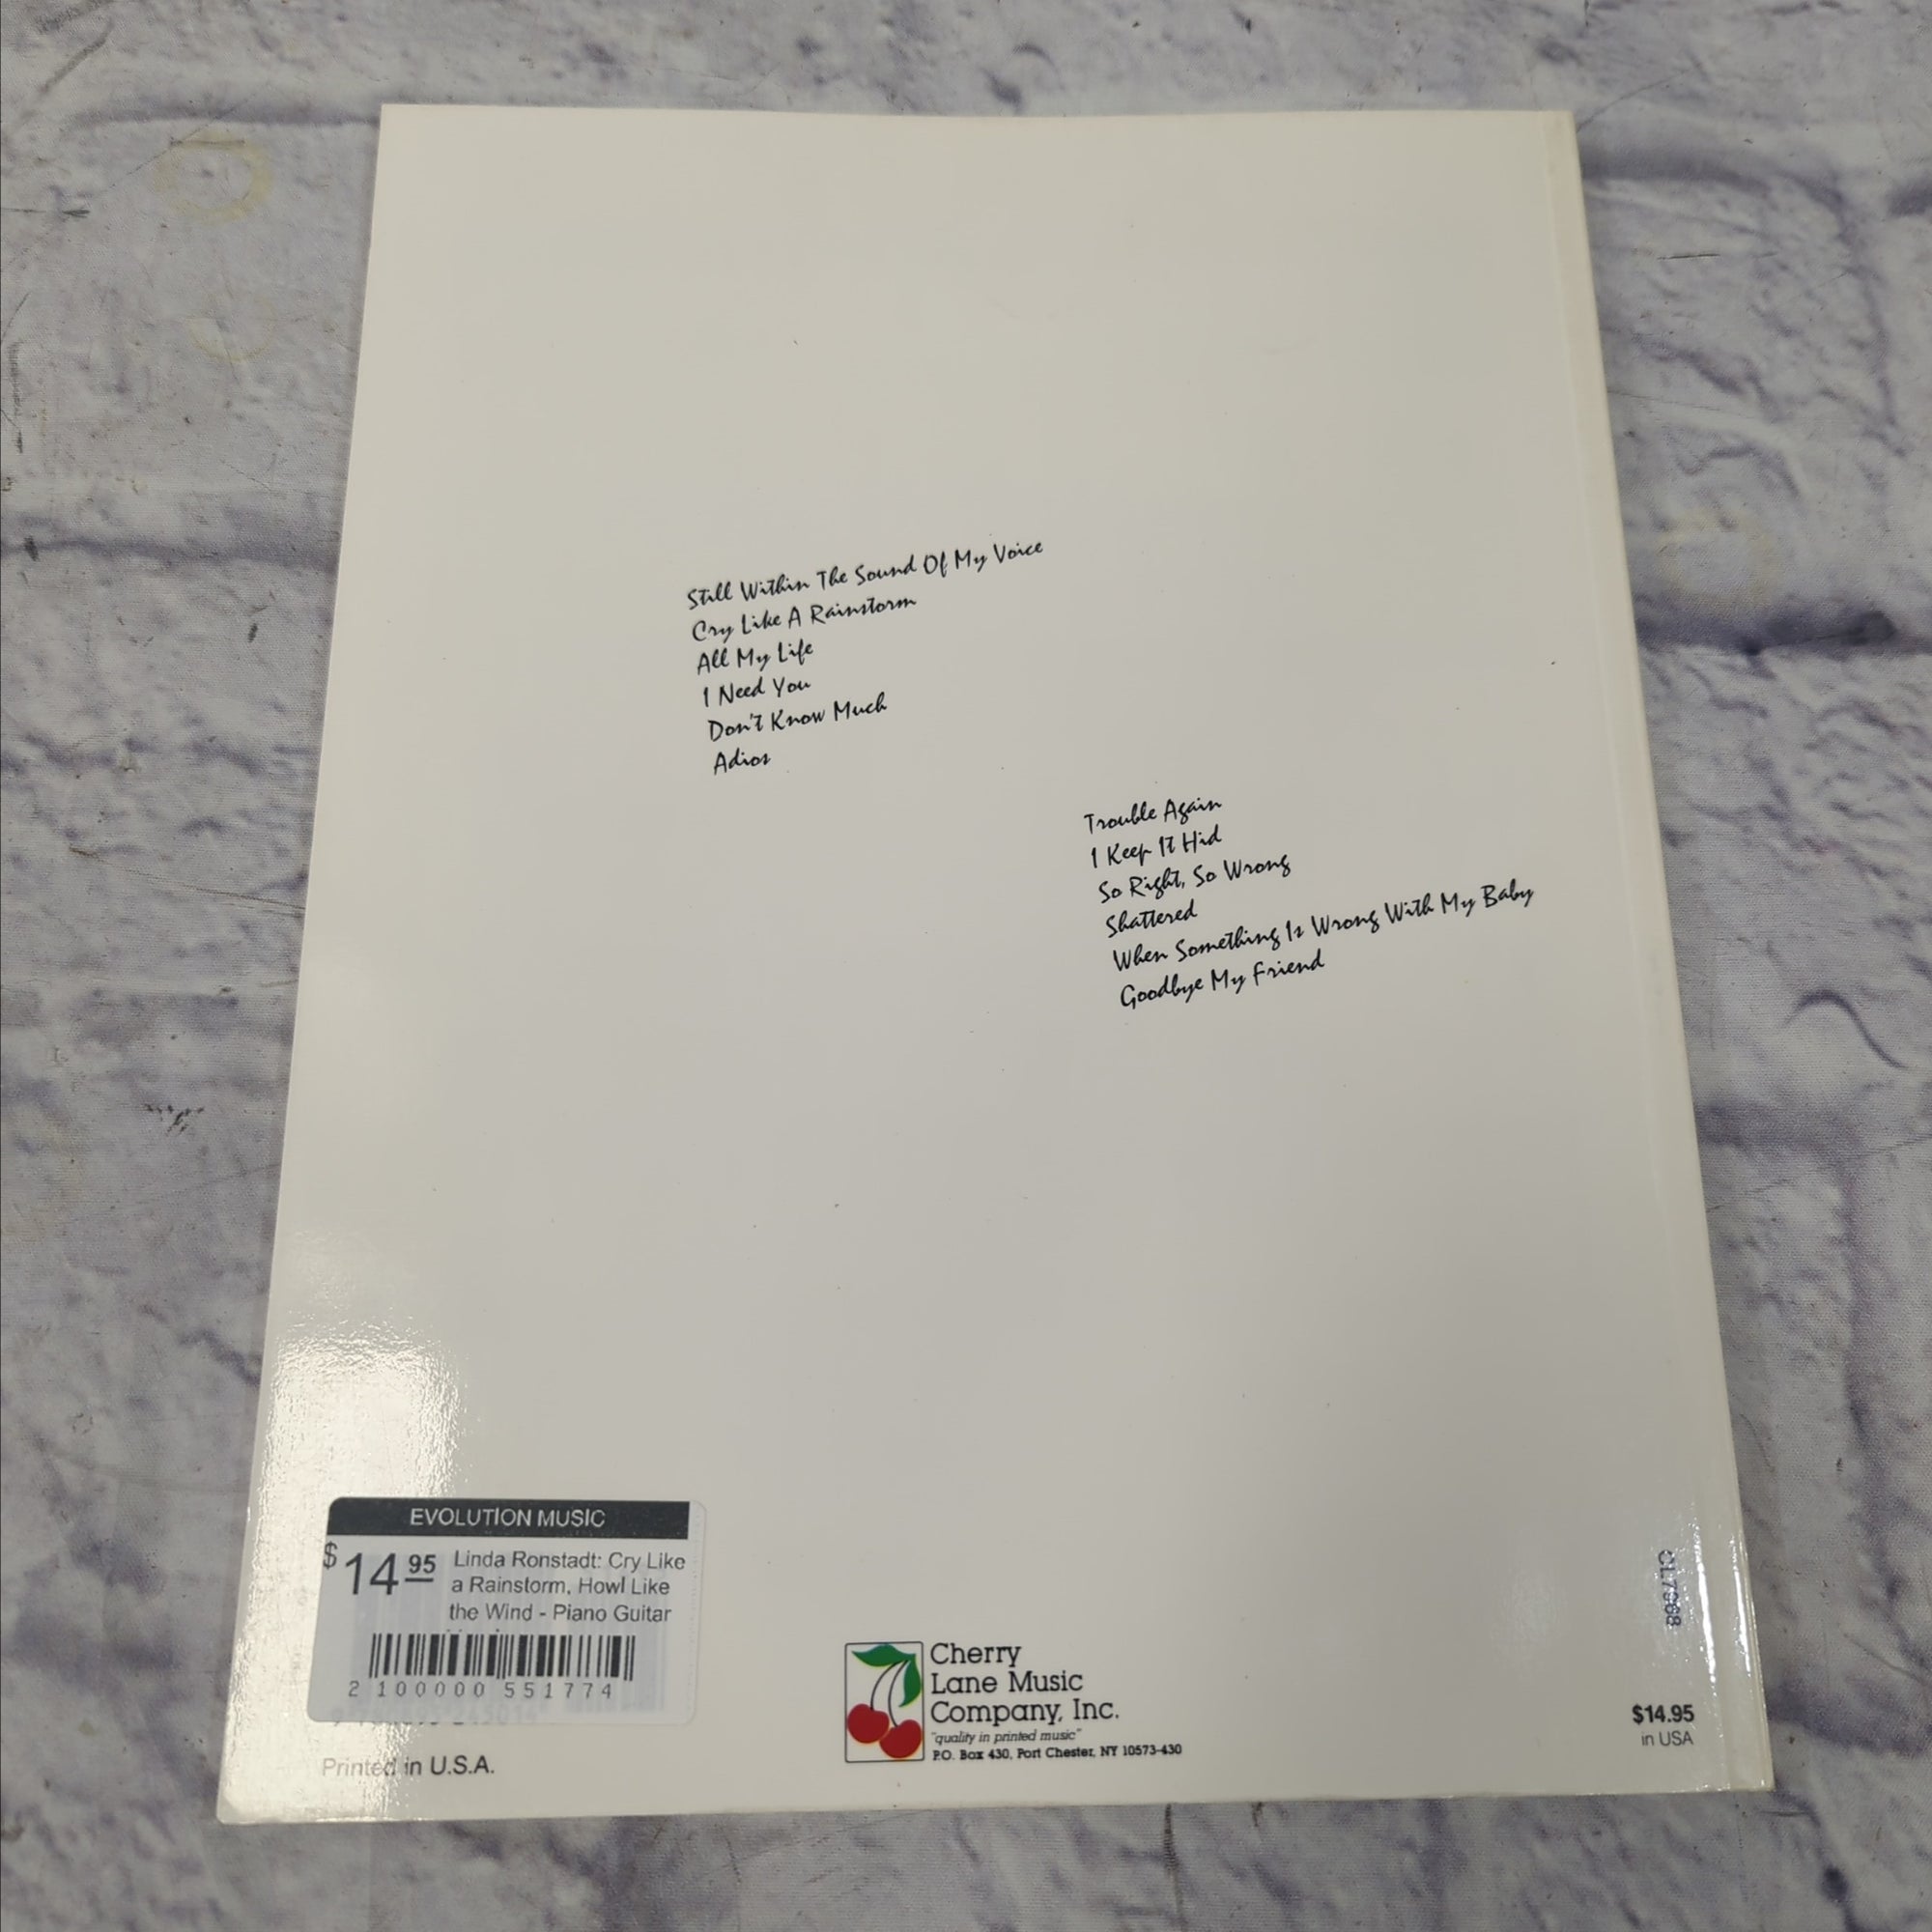 Still Within The Sound Of My Voice
Cry Like A Rainstorm
All My Life
I Need You
Don't Know Much
Adios
Trouble Again
I Keep It Hid
So Right, So Wrong
Shattered
When Something Is Wrong With My Baby
Goodbye My Friend
EVOLUTION MUSIC
$14.95
Linda Ronstadt: Cry Like
a Rainstorm, Howl Like
the Wind - Piano Guitar
2 100000 551774
Printed in U.S.A.
Cherry
Lane Music
Company, Inc.
"quality in printed music"
P.O. Box 430, Port Chester, NY 10573-430
$14.95
in USA